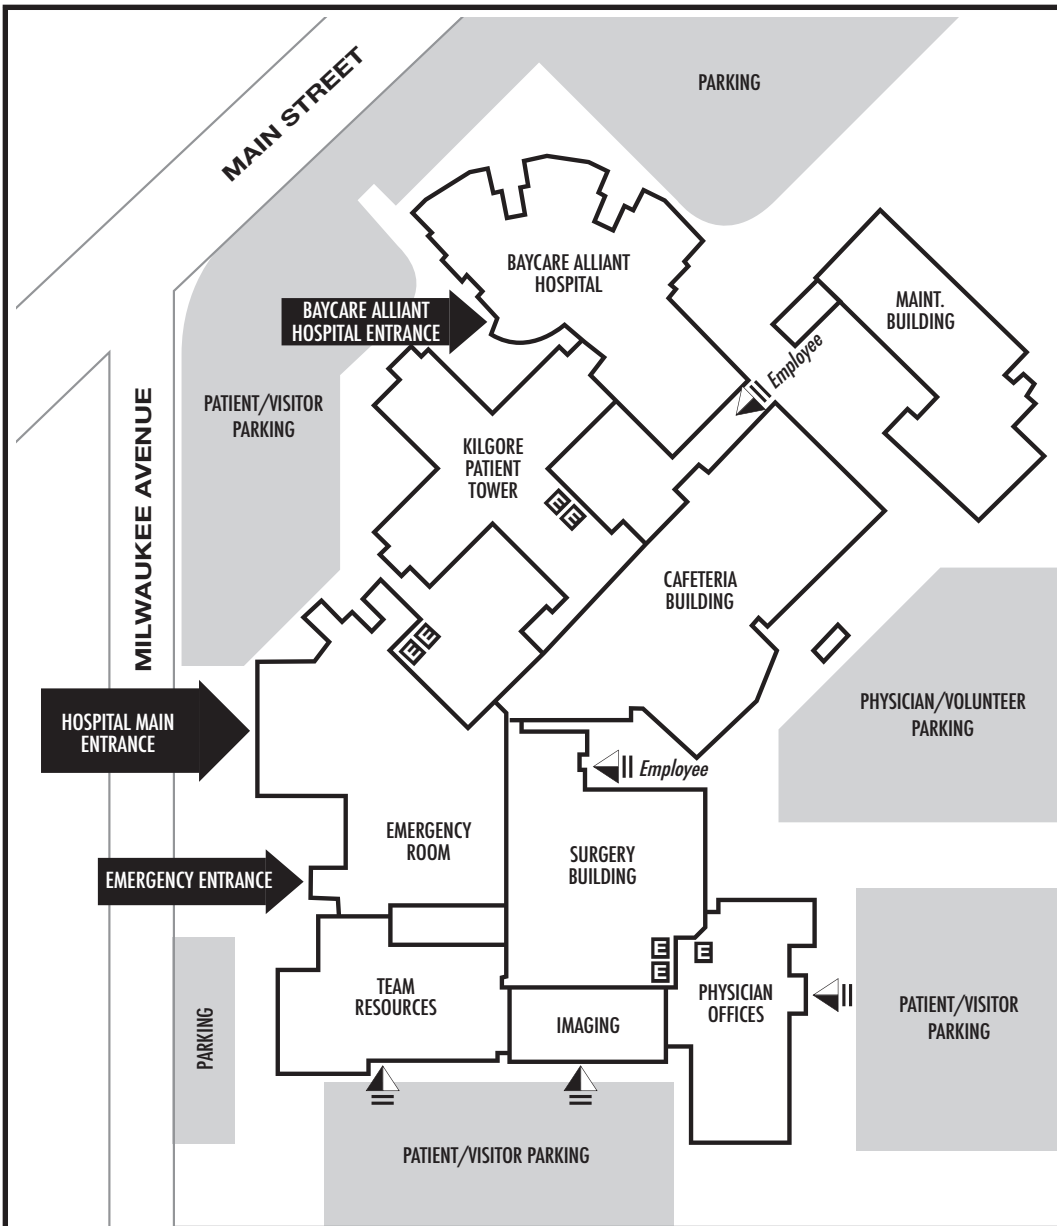 PARKING
MAIN STREET
BAYCARE ALLIANT
HOSPITAL
BAYCARE ALLIANT
HOSPITAL ENTRANCE
MAINT.
BUILDING
Employee
PATIENT/VISITOR
PARKING
MILWAUKEE AVENUE
KILGORE
PATIENT
TOWER
E
E
CAFETERIA
BUILDING
E
E
HOSPITAL MAIN
ENTRANCE
PHYSICIAN/VOLUNTEER
PARKING
Employee
EMERGENCY
ROOM
SURGERY
BUILDING
EMERGENCY ENTRANCE
E
E
E
TEAM
RESOURCES
PHYSICIAN
OFFICES
IMAGING
PATIENT/VISITOR
PARKING
PARKING
PATIENT/VISITOR PARKING